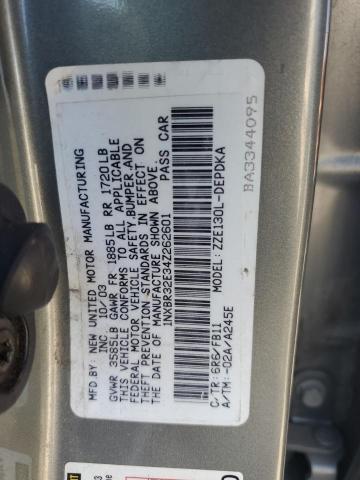 MFD. BY: NEW UNITED MOTOR MANUFACTURING
INC 10/03
GVWR 3585LB GAWR FR 1885LB RR 1720LB
THIS VEHICLE CONFORMS TO ALL APPLICABLE
FEDERAL MOTOR VEHICLE SAFETY,BUMPER,AND
THEFT PREVENTION STANDARDS IN EFFECT ON
THE DATE OF MANUFACTURE SHOWN ABOVE.
1NXBR32E34Z262601 PASS CAR
ZZE130L-DEPDKA
C/TR:6R6/FB11
A/TM:-02A/A245E
BA3344095